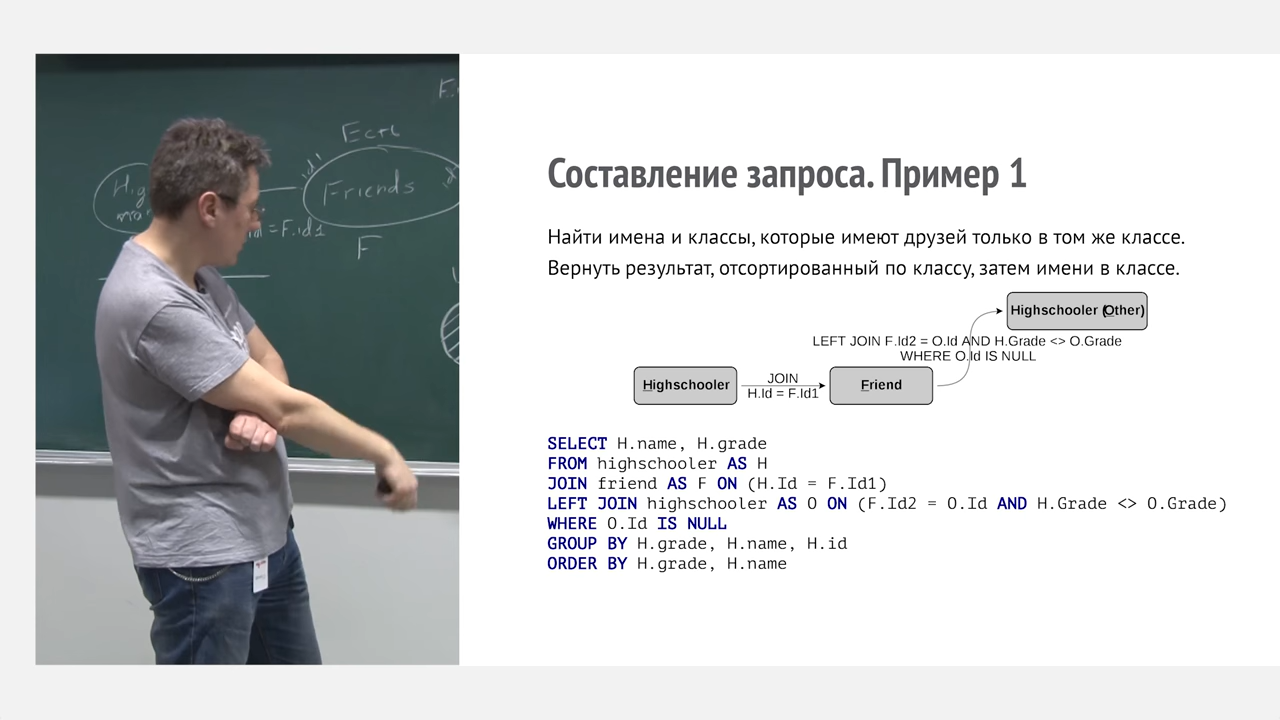 Есть
Friends
=F.id1
F
Составление запроса. Пример 1
Найти имена и классы, которые имеют друзей только в том же классе.
Вернуть результат, отсортированный по классу, затем имени в классе.
Highschooler (Other)
LEFT JOIN F.Id2 = O.Id AND H.Grade <> O.Grade
WHERE O.Id IS NULL
Highschooler
JOIN
H.Id = F.Id1
Friend
SELECT H.name, H.grade
FROM highschooler AS H
JOIN friend AS F ON (H.Id = F.Id1)
LEFT JOIN highschooler AS O ON (F.Id2 = O.Id AND H.Grade <> O.Grade)
WHERE O.Id IS NULL
GROUP BY H.grade, H.name, H.id
ORDER BY H.grade, H.name